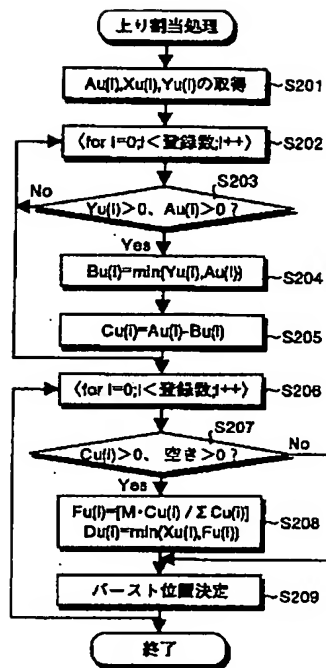 上り割当処理
Au(i),Xu(i),Yu(i)の取得
S201
〈for i=0;i<登録数;i++〉
S202
S203
No
Yu(i)>0、Au(i)>0 ?
Yes
Bu(i)=min(Yu(i),Au(i))
S204
Cu(i)=Au(i)-Bu(i)
S205
〈for i=0;i<登録数;i++〉
S206
S207
No
Cu(i)>0、空き>0 ?
Yes
Fu(i)=[M・Cu(i) / ΣCu(i)]
Du(i)=min(Xu(i),Fu(i))
S208
バースト位置決定
S209
終了